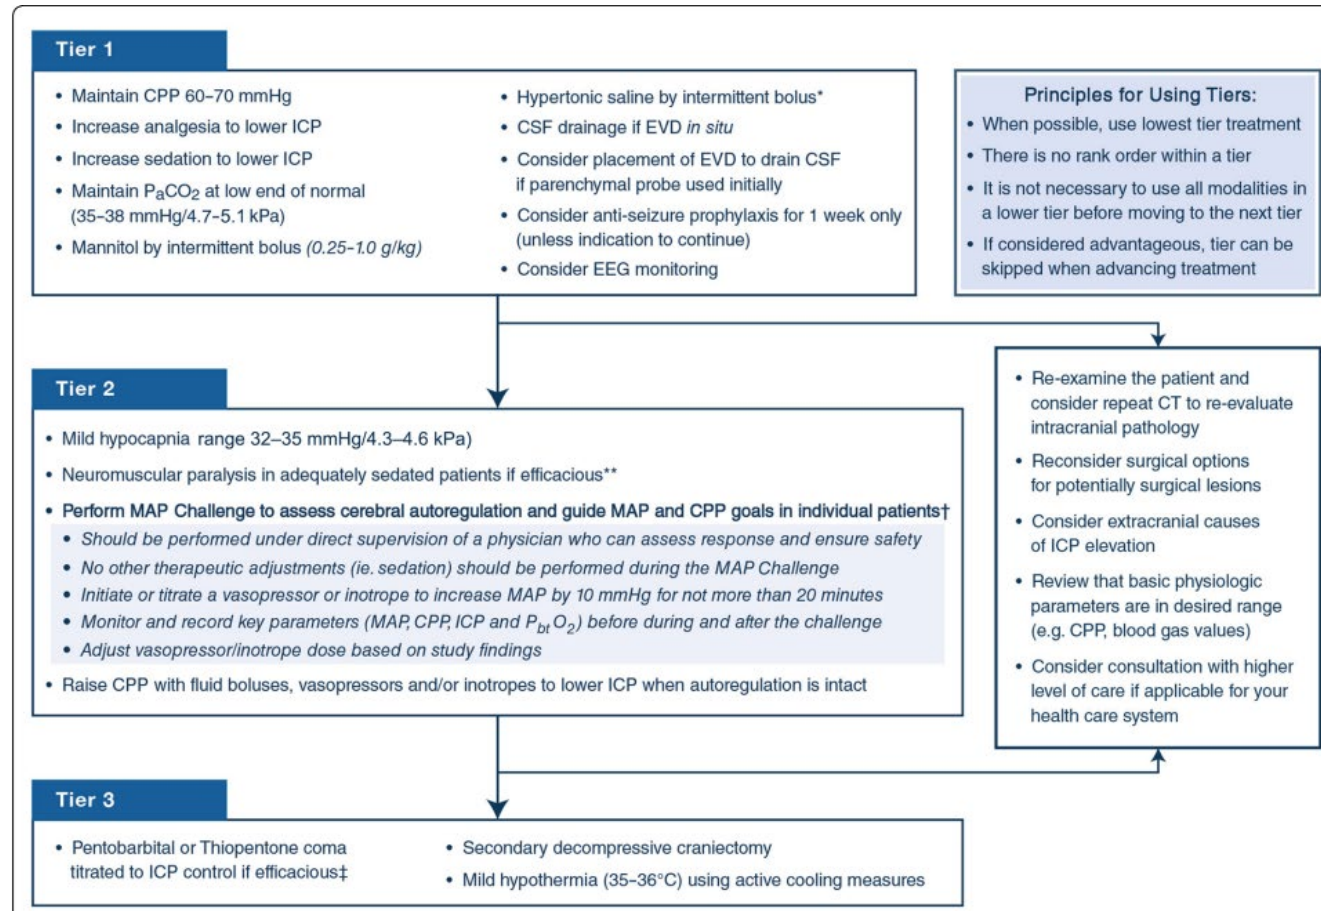 Tier 1
• Maintain CPP 60–70 mmHg
• Increase analgesia to lower ICP
• Increase sedation to lower ICP
• Maintain PaCO2 at low end of normal
(35–38 mmHg/4.7–5.1 kPa)
• Mannitol by intermittent bolus (0.25–1.0 g/kg)
• Hypertonic saline by intermittent bolus*
• CSF drainage if EVD in situ
• Consider placement of EVD to drain CSF
if parenchymal probe used initially
• Consider anti-seizure prophylaxis for 1 week only
(unless indication to continue)
• Consider EEG monitoring
Principles for Using Tiers:
• When possible, use lowest tier treatment
• There is no rank order within a tier
• It is not necessary to use all modalities in
a lower tier before moving to the next tier
• If considered advantageous, tier can be
skipped when advancing treatment
Tier 2
• Mild hypocapnia range 32–35 mmHg/4.3–4.6 kPa)
• Neuromuscular paralysis in adequately sedated patients if efficacious**
• Perform MAP Challenge to assess cerebral autoregulation and guide MAP and CPP goals in individual patients†
• Should be performed under direct supervision of a physician who can assess response and ensure safety
• No other therapeutic adjustments (ie. sedation) should be performed during the MAP Challenge
• Initiate or titrate a vasopressor or inotrope to increase MAP by 10 mmHg for not more than 20 minutes
• Monitor and record key parameters (MAP, CPP, ICP and PbtO2) before during and after the challenge
• Adjust vasopressor/inotrope dose based on study findings
• Raise CPP with fluid boluses, vasopressors and/or inotropes to lower ICP when autoregulation is intact
• Re-examine the patient and
consider repeat CT to re-evaluate
intracranial pathology
• Reconsider surgical options
for potentially surgical lesions
• Consider extracranial causes
of ICP elevation
• Review that basic physiologic
parameters are in desired range
(e.g. CPP, blood gas values)
• Consider consultation with higher
level of care if applicable for your
health care system
Tier 3
• Pentobarbital or Thiopentone coma
titrated to ICP control if efficacious‡
• Secondary decompressive craniectomy
• Mild hypothermia (35–36°C) using active cooling measures